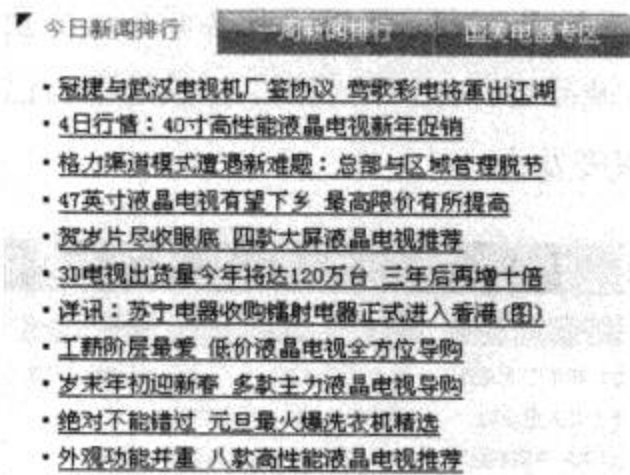 今日新闻排行 一周新闻排行 国美电器专区
·冠捷与武汉电视机厂签协议 莺歌彩电将重出江湖
·4日行情：40寸高性能液晶电视新年促销
·格力渠道模式遭遇新难题：总部与区域管理脱节
·47英寸液晶电视有望下乡 最高限价有所提高
·贺岁片尽收眼底 四款大屏液晶电视推荐
·3D电视出货量今年将达120万台 三年后再增十倍
·详讯：苏宁电器收购镭射电器正式进入香港(图)
·工薪阶层最爱 低价液晶电视全方位导购
·岁末年初迎新春 多款主力液晶电视导购
·绝对不能错过 元旦最火爆洗衣机精选
·外观功能并重 八款高性能液晶电视推荐